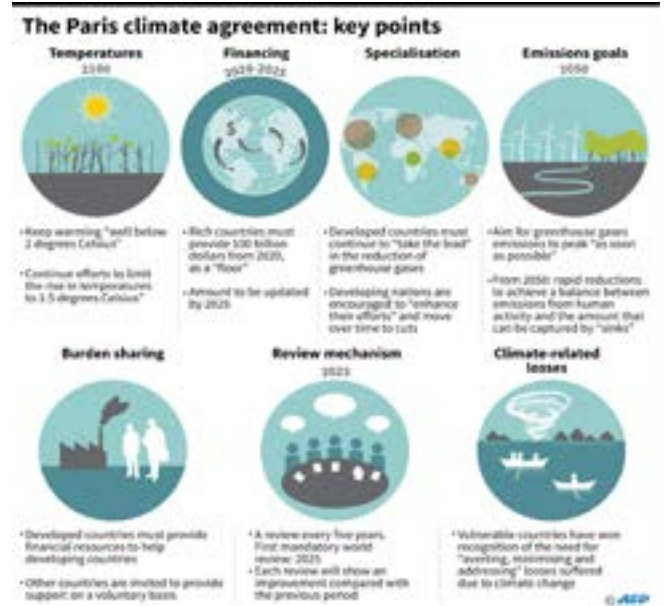 The Paris climate agreement: key points
Temperatures
2100
Financing
2020-2025
Specialisation
Emissions goals
2050
•Keep warming "well below
2 degrees Celsius"
•Continue efforts to limit
the rise in temperatures
to 1.5 degrees Celsius"
•Rich countries must
provide 100 billion
dollars from 2020,
as a "floor"
•Amount to be updated
by 2025
•Developed countries must
continue to "take the lead"
in the reduction of
greenhouse gases
•Developing nations are
encouraged to "enhance
their efforts" and move
over time to cuts
•Aim for greenhouse gases
emissions to peak "as soon
as possible"
•From 2050: rapid reductions
to achieve a balance between
emissions from human
activity and the amount that
can be captured by "sinks"
Burden sharing
Review mechanism
2023
Climate-related
losses
$
•Developed countries must provide
financial resources to help
developing countries
•Other countries are invited to provide
support on a voluntary basis
•A review every five years.
First mandatory world
review: 2025
•Each review will show an
improvement compared with
the previous period
•Vulnerable countries have won
recognition of the need for
"averting, minimising and
addressing" losses suffered
due to climate change
© AFP